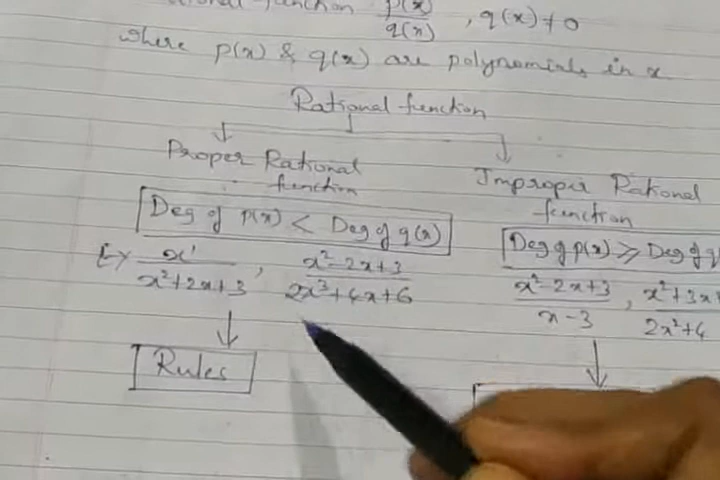 function p(x)/q(x), q(x) ≠ 0
where p(x) & q(x) are polynomials in x
Rational function
Proper Rational
function
Deg of p(x) < Deg of q(x)
Ex x¹/(x²+2x+3), (x²-2x+3)/(2x³+4x+6)
Rules
Improper Rational
function
Deg of p(x) ≥ Deg of
(x²-2x+3)/(x-3), (x²+3x)/(2x²+4)